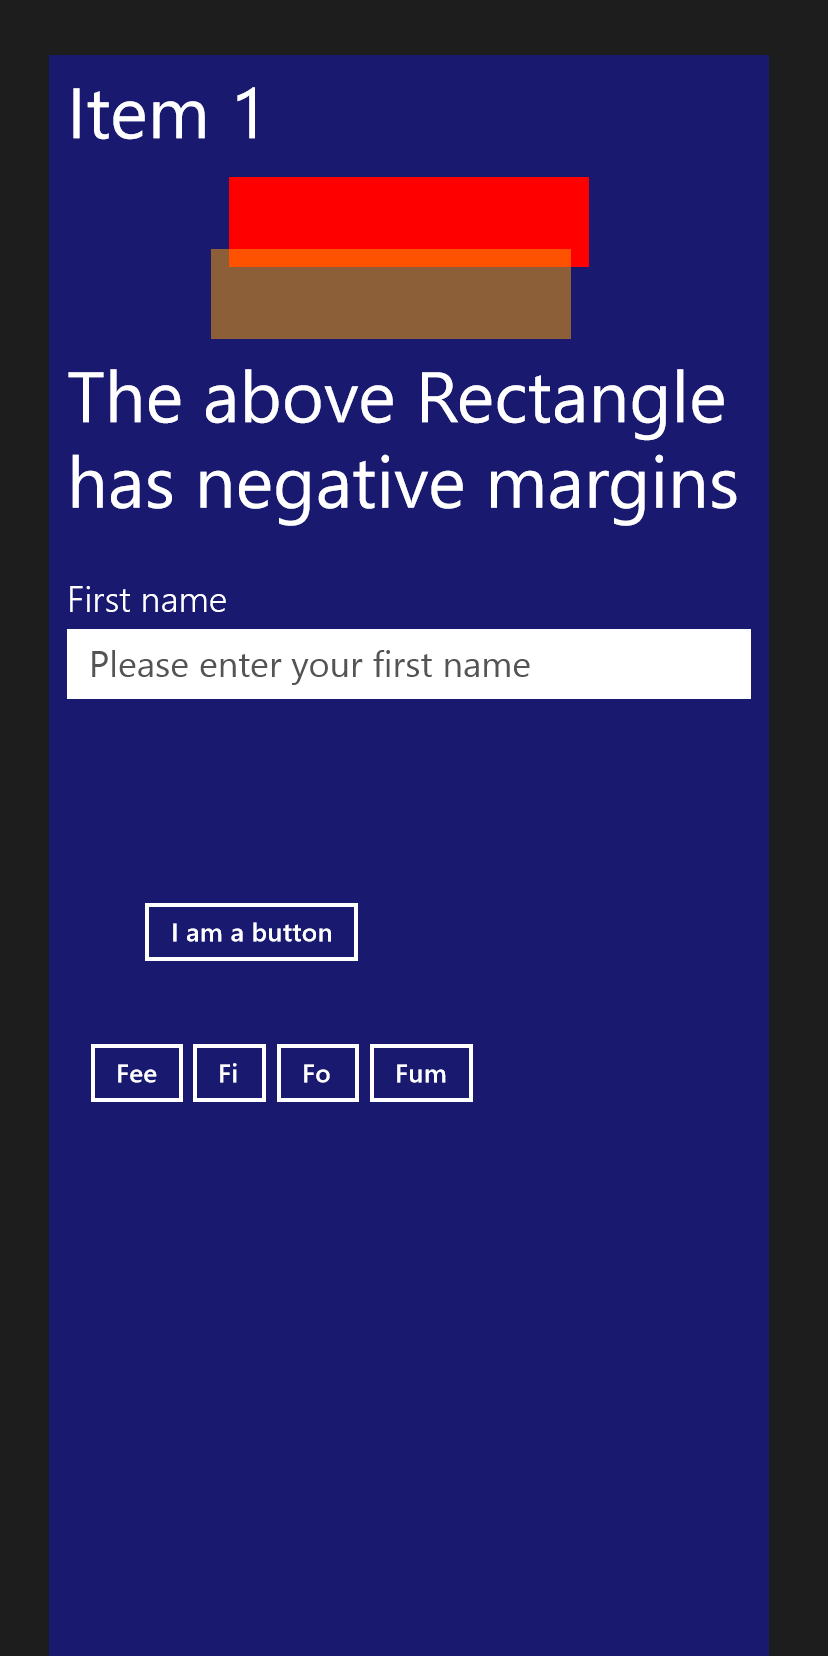 Item 1
The above Rectangle
has negative margins
First name
Please enter your first name
I am a button
Fee Fi Fo Fum